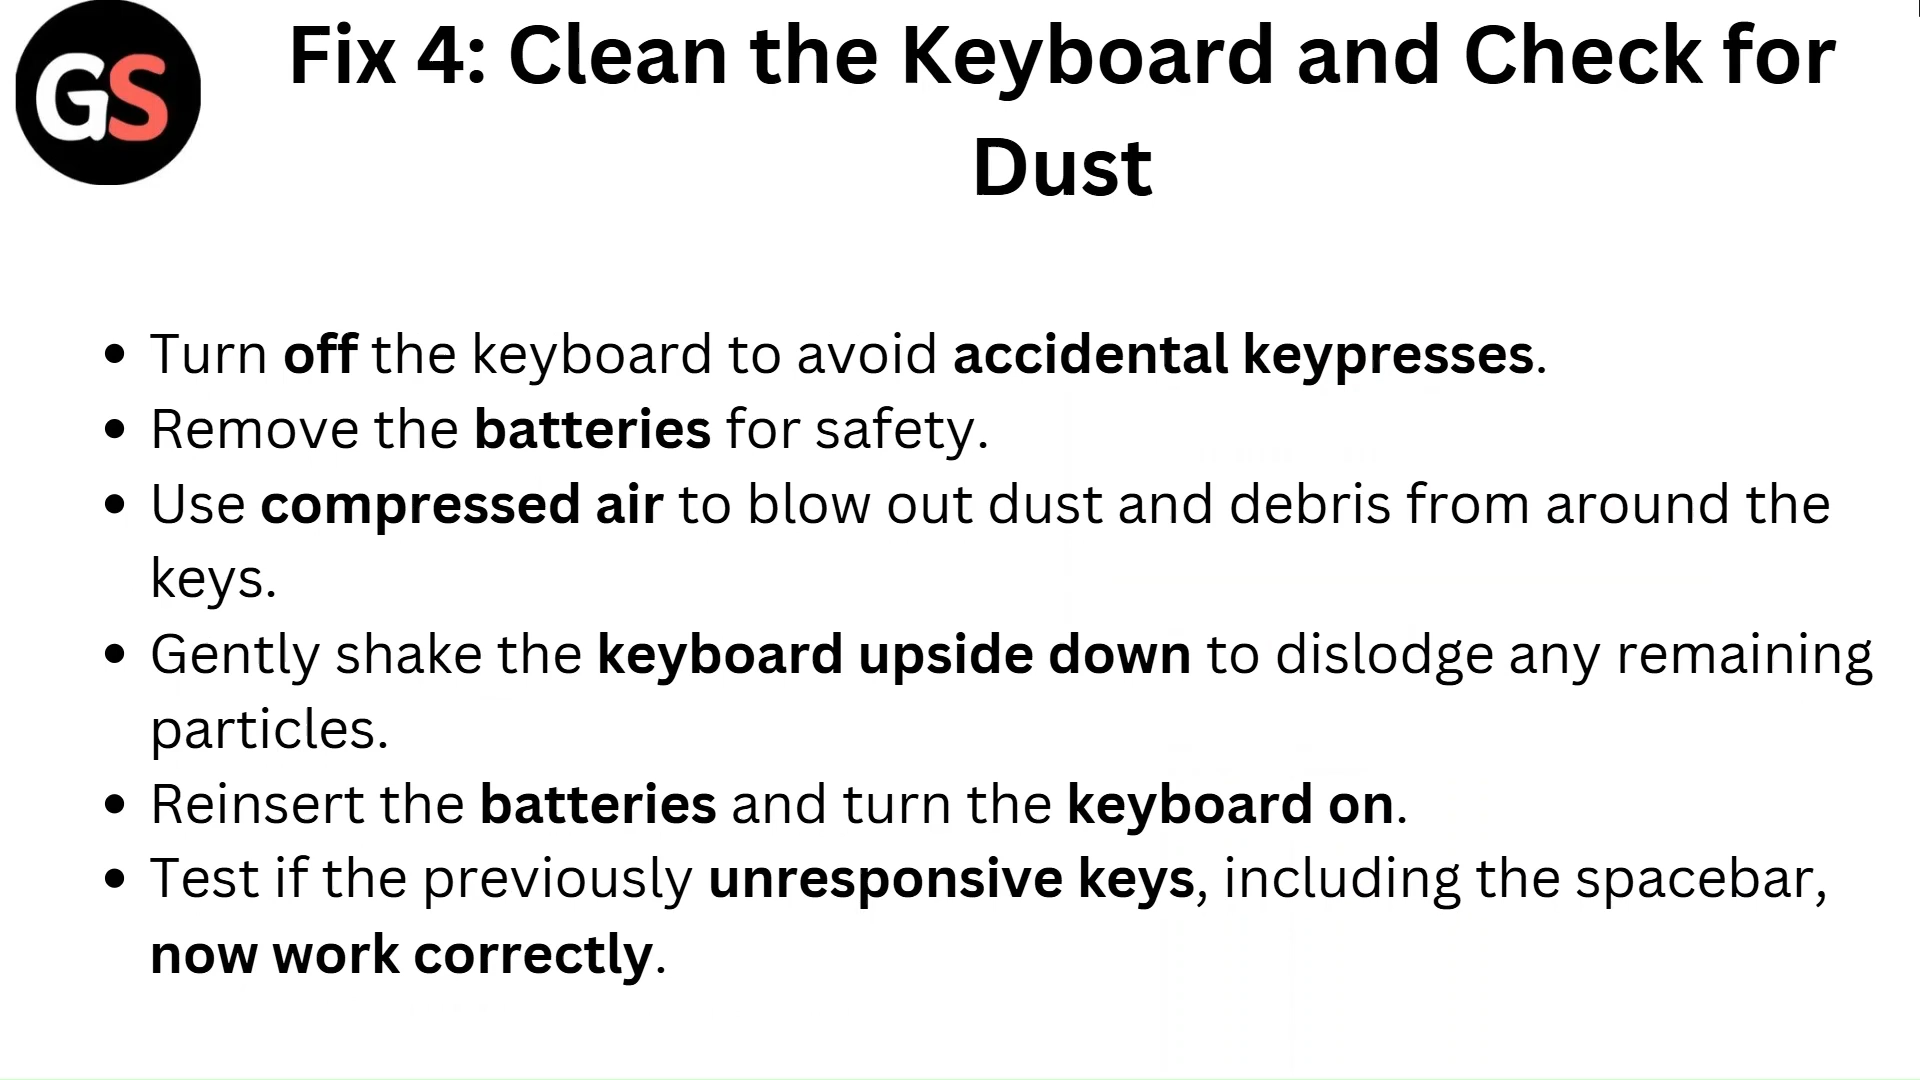 GS
Fix 4: Clean the Keyboard and Check for
Dust
• Turn off the keyboard to avoid accidental keypresses.
• Remove the batteries for safety.
• Use compressed air to blow out dust and debris from around the
keys.
• Gently shake the keyboard upside down to dislodge any remaining
particles.
• Reinsert the batteries and turn the keyboard on.
• Test if the previously unresponsive keys, including the spacebar,
now work correctly.